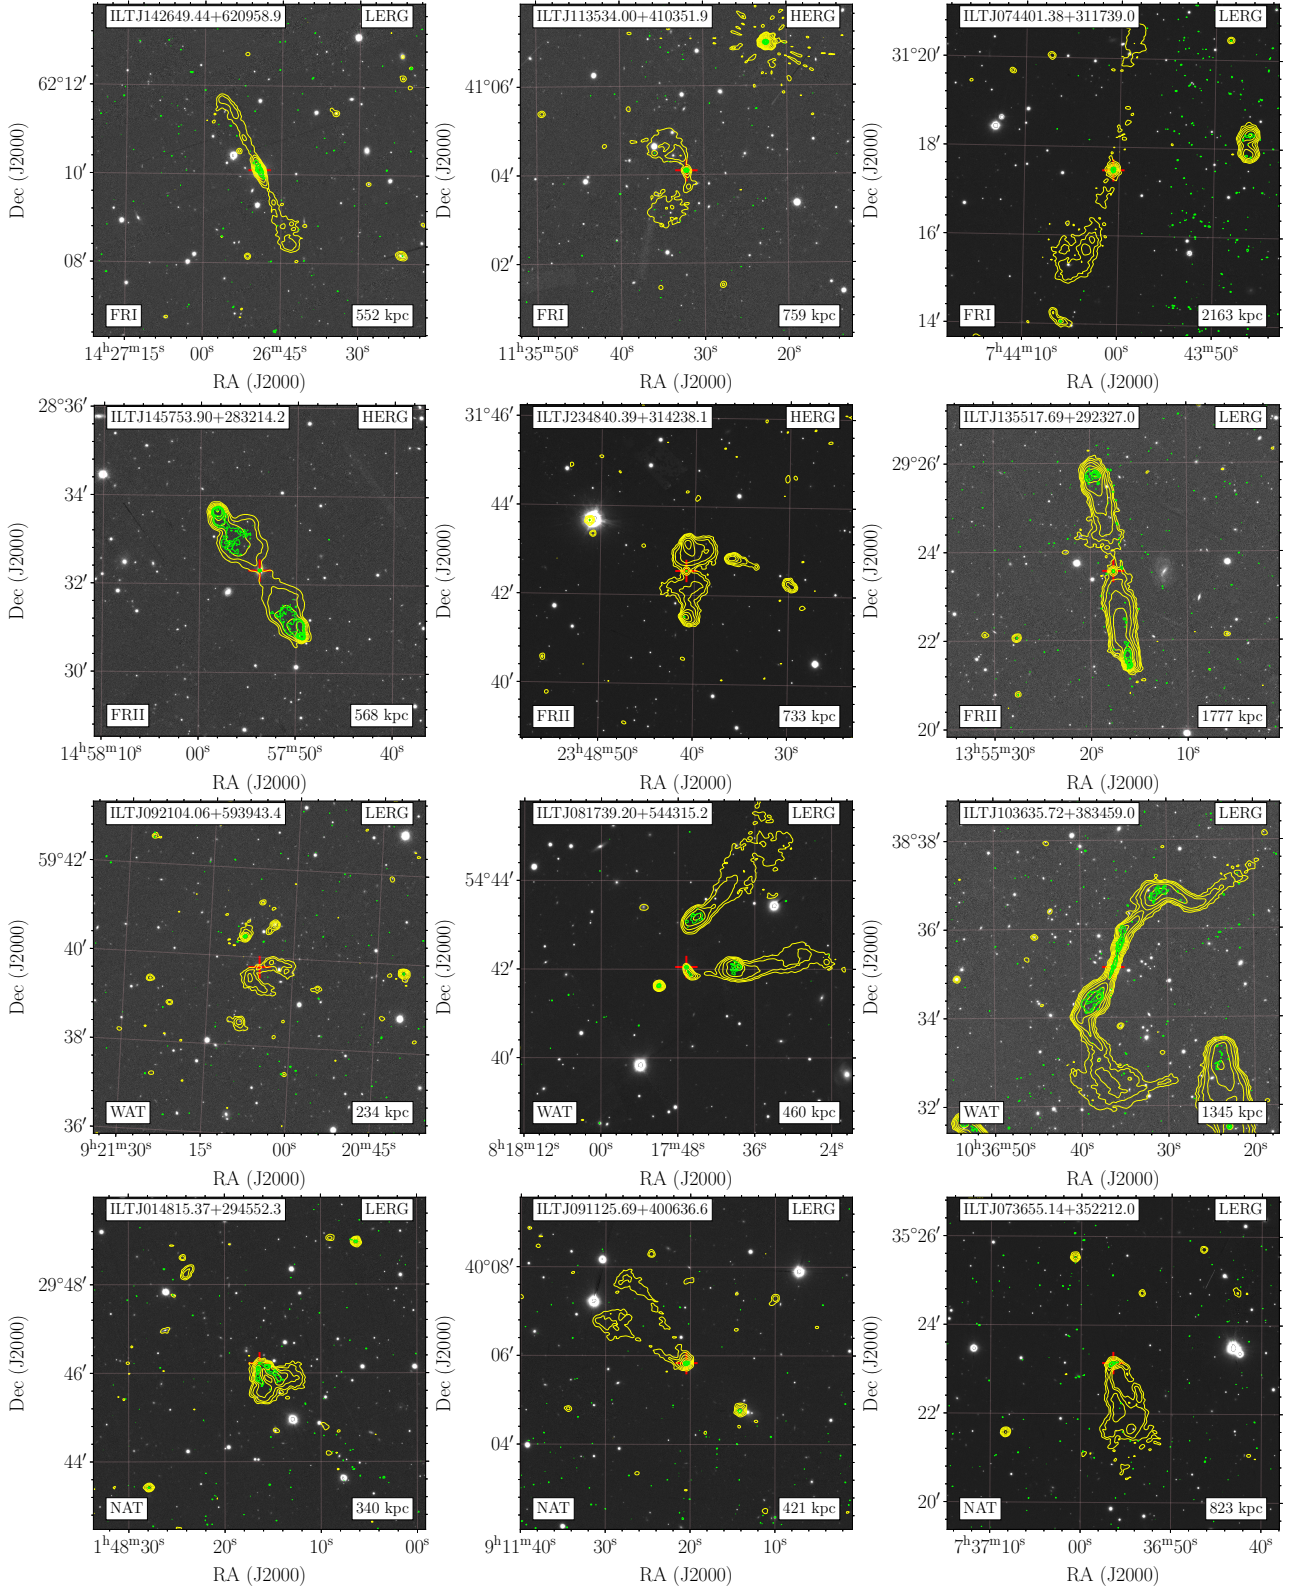 ILTJ142649.44+620958.9 LERG
62°12′
10′
08′
Dec (J2000)
FRI 552 kpc
14ʰ27ᵐ15ˢ 00ˢ 26ᵐ45ˢ 30ˢ
RA (J2000)
ILTJ113534.00+410351.9 HERG
41°06′
04′
02′
Dec (J2000)
FRI 759 kpc
11ʰ35ᵐ50ˢ 40ˢ 30ˢ 20ˢ
RA (J2000)
ILTJ074401.38+311739.0 LERG
31°20′
18′
16′
14′
Dec (J2000)
FRI 2163 kpc
7ʰ44ᵐ10ˢ 00ˢ 43ᵐ50ˢ
RA (J2000)
ILTJ145753.90+283214.2 HERG
28°36′
34′
32′
30′
Dec (J2000)
FRII 568 kpc
14ʰ58ᵐ10ˢ 00ˢ 57ᵐ50ˢ 40ˢ
RA (J2000)
ILTJ234840.39+314238.1 HERG
31°46′
44′
42′
40′
Dec (J2000)
FRII 733 kpc
23ʰ48ᵐ50ˢ 40ˢ 30ˢ
RA (J2000)
ILTJ135517.69+292327.0 LERG
29°26′
24′
22′
20′
Dec (J2000)
FRII 1777 kpc
13ʰ55ᵐ30ˢ 20ˢ 10ˢ
RA (J2000)
ILTJ092104.06+593943.4 LERG
59°42′
40′
38′
36′
Dec (J2000)
WAT 234 kpc
9ʰ21ᵐ30ˢ 15ˢ 00ˢ 20ᵐ45ˢ
RA (J2000)
ILTJ081739.20+544315.2 LERG
54°44′
42′
40′
Dec (J2000)
WAT 460 kpc
8ʰ18ᵐ12ˢ 00ˢ 17ᵐ48ˢ 36ˢ 24ˢ
RA (J2000)
ILTJ103635.72+383459.0 LERG
38°38′
36′
34′
32′
Dec (J2000)
WAT 1345 kpc
10ʰ36ᵐ50ˢ 40ˢ 30ˢ 20ˢ
RA (J2000)
ILTJ014815.37+294552.3 LERG
29°48′
46′
44′
Dec (J2000)
NAT 340 kpc
1ʰ48ᵐ30ˢ 20ˢ 10ˢ 00ˢ
RA (J2000)
ILTJ091125.69+400636.6 LERG
40°08′
06′
04′
Dec (J2000)
NAT 421 kpc
9ʰ11ᵐ40ˢ 30ˢ 20ˢ 10ˢ
RA (J2000)
ILTJ073655.14+352212.0 LERG
35°26′
24′
22′
20′
Dec (J2000)
NAT 823 kpc
7ʰ37ᵐ10ˢ 00ˢ 36ᵐ50ˢ 40ˢ
RA (J2000)